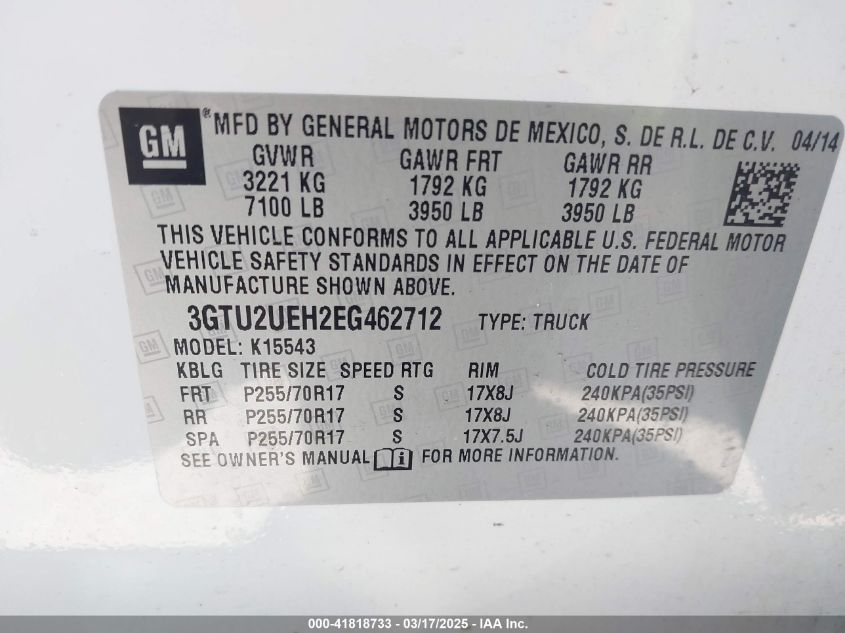 GM
® MFD BY GENERAL MOTORS DE MEXICO, S. DE R.L. DE C.V. 04/14
GVWR GAWR FRT GAWR RR
3221 KG 1792 KG 1792 KG
7100 LB 3950 LB 3950 LB
THIS VEHICLE CONFORMS TO ALL APPLICABLE U.S. FEDERAL MOTOR
VEHICLE SAFETY STANDARDS IN EFFECT ON THE DATE OF
MANUFACTURE SHOWN ABOVE.
3GTU2UEH2EG462712 TYPE: TRUCK
MODEL: K15543
KBLG TIRE SIZE SPEED RTG RIM COLD TIRE PRESSURE
FRT P255/70R17 S 17X8J 240KPA(35PSI)
RR P255/70R17 S 17X8J 240KPA(35PSI)
SPA P255/70R17 S 17X7.5J 240KPA(35PSI)
SEE OWNER'S MANUAL FOR MORE INFORMATION.
000-41818733 - 03/17/2025 - IAA Inc.